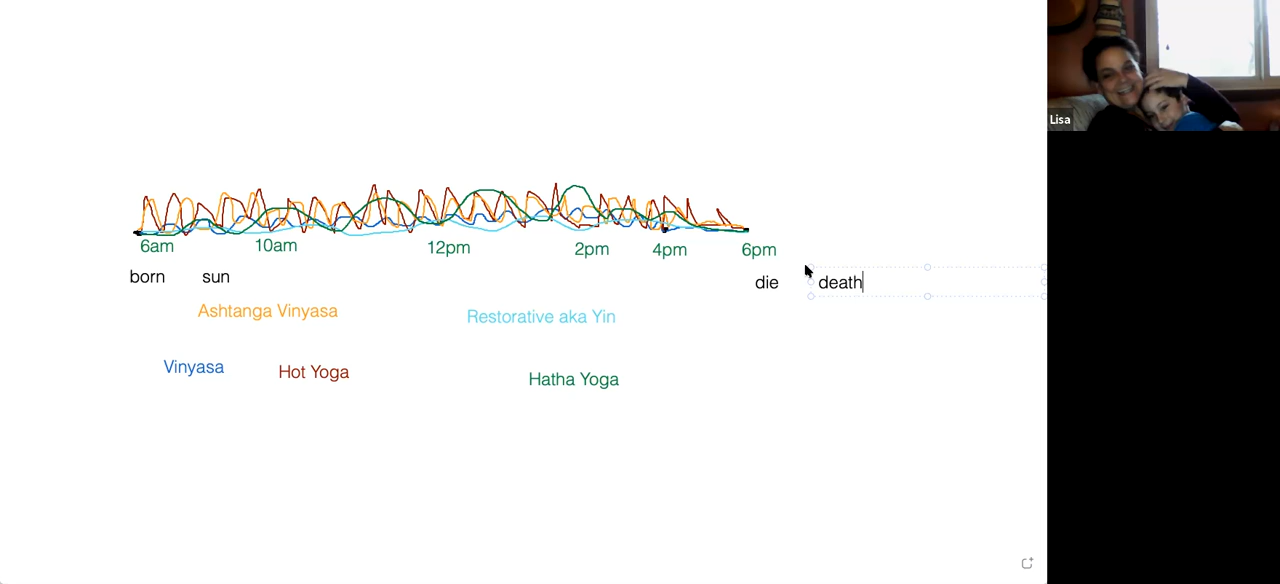 Lisa
6am 10am 12pm 2pm 4pm 6pm
born sun die death
Ashtanga Vinyasa Restorative aka Yin
Vinyasa Hot Yoga Hatha Yoga